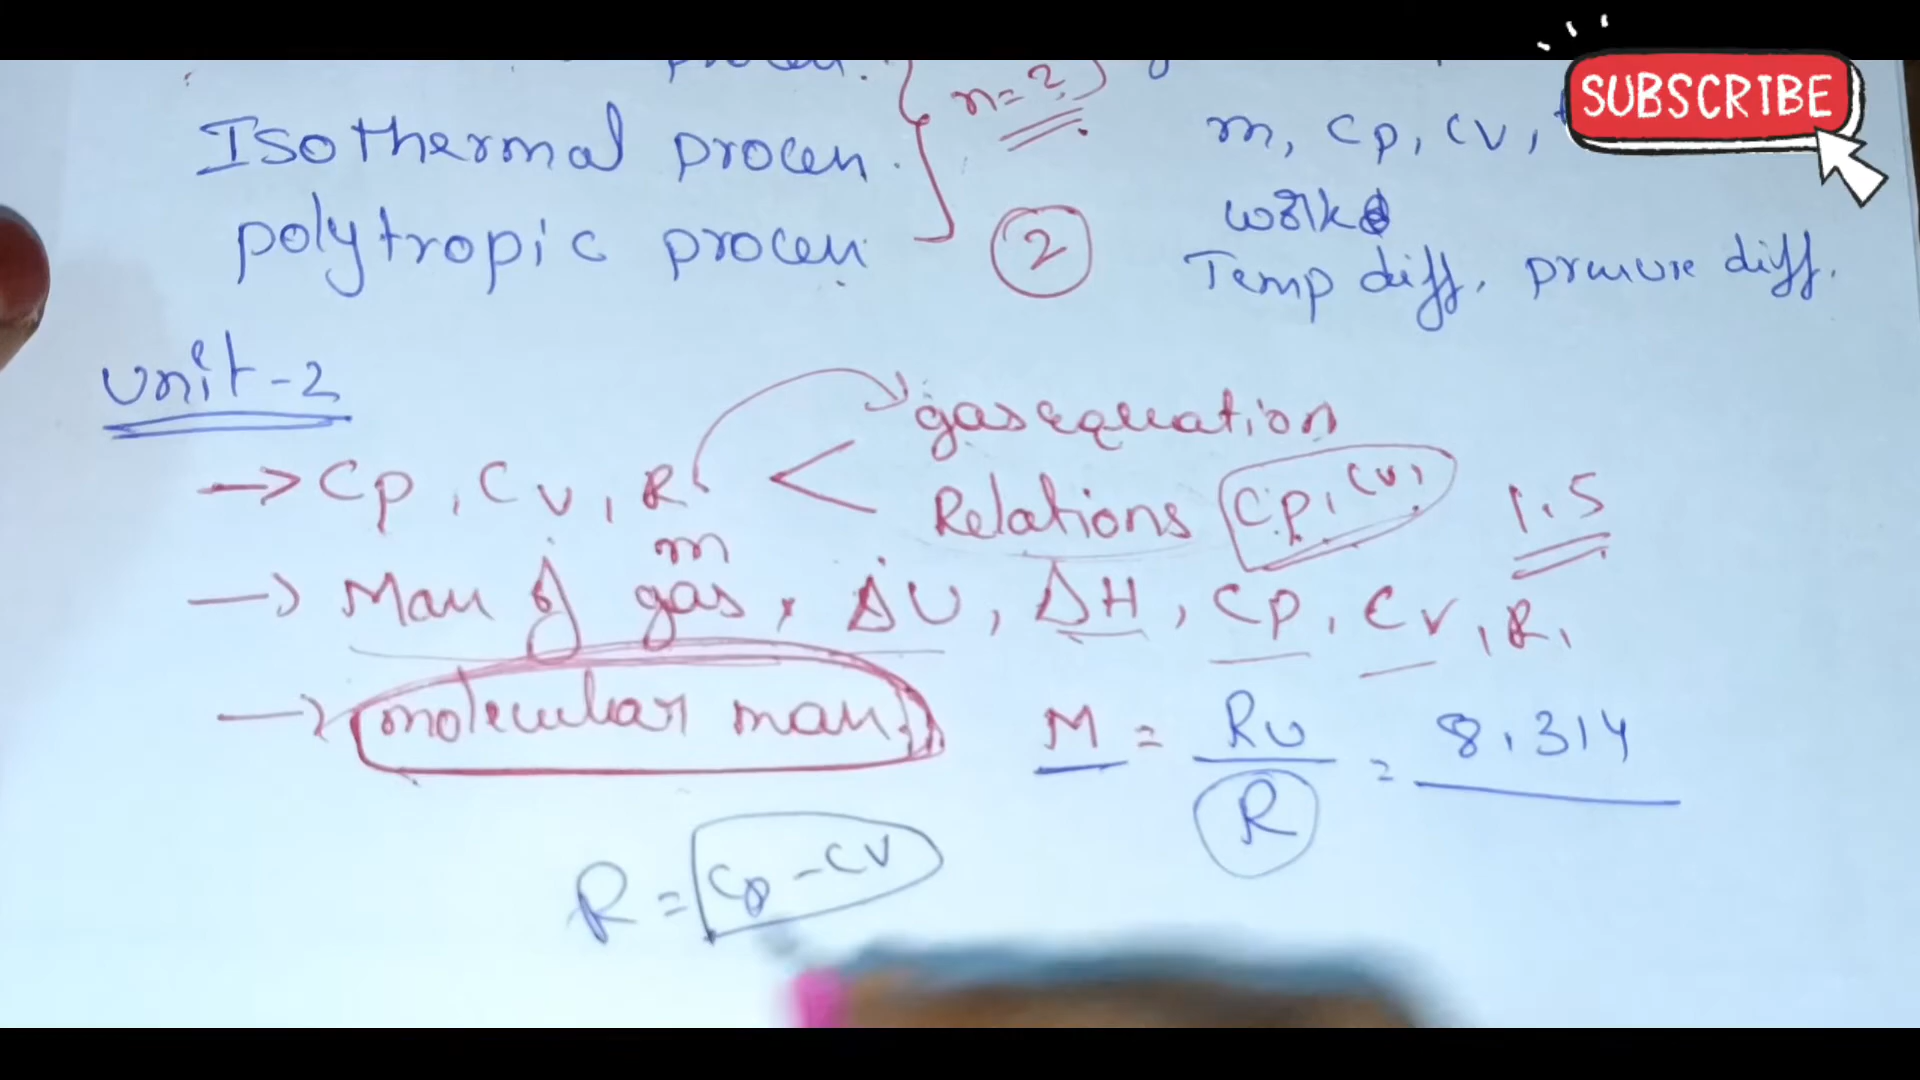 n=2
SUBSCRIBE
Isothermal process.
m, Cp, Cv,
polytropic process
2
work
Temp diff, pressure diff.
Unit-2
gas equation
→ Cp, Cv, R
Relations Cp, Cv,
1.5
m
→ Mass of gas, ΔU, ΔH, Cp, Cv, R,
→ molecular mass
M = Ru / R = 8.314
R = Cp - Cv